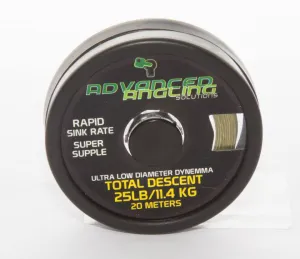 ADVANCED
ANGLING
SOLUTIONS
RAPID
SINK RATE
SUPER
SUPPLE
ULTRA LOW DIAMETER DYNEMMA
TOTAL DESCENT
25LB/11.4 KG
20 METERS